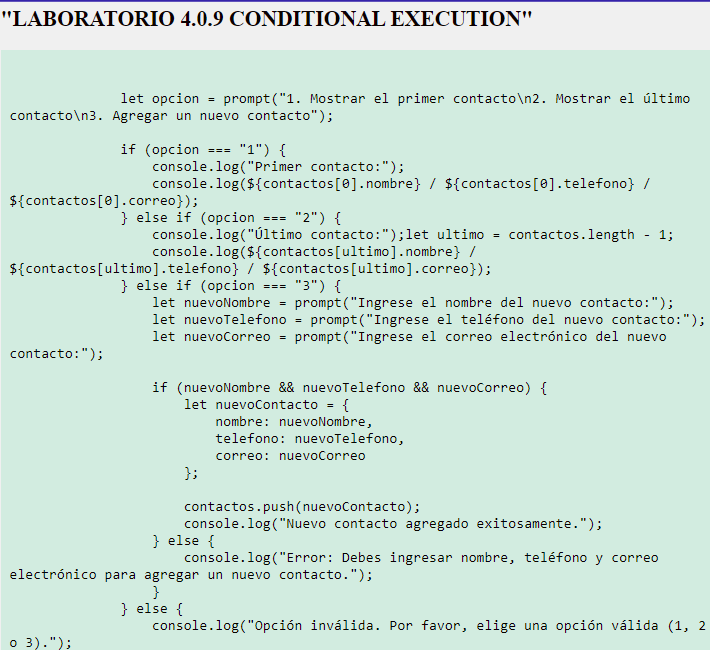 "LABORATORIO 4.0.9 CONDITIONAL EXECUTION"
let opcion = prompt("1. Mostrar el primer contacto\n2. Mostrar el último
contacto\n3. Agregar un nuevo contacto");
if (opcion === "1") {
console.log("Primer contacto:");
console.log(${contactos[0].nombre} / ${contactos[0].telefono} /
${contactos[0].correo});
} else if (opcion === "2") {
console.log("Último contacto:");let ultimo = contactos.length - 1;
console.log(${contactos[ultimo].nombre} /
${contactos[ultimo].telefono} / ${contactos[ultimo].correo});
} else if (opcion === "3") {
let nuevoNombre = prompt("Ingrese el nombre del nuevo contacto:");
let nuevoTelefono = prompt("Ingrese el teléfono del nuevo contacto:");
let nuevoCorreo = prompt("Ingrese el correo electrónico del nuevo
contacto:");
if (nuevoNombre && nuevoTelefono && nuevoCorreo) {
let nuevoContacto = {
nombre: nuevoNombre,
telefono: nuevoTelefono,
correo: nuevoCorreo
};
contactos.push(nuevoContacto);
console.log("Nuevo contacto agregado exitosamente.");
} else {
console.log("Error: Debes ingresar nombre, teléfono y correo
electrónico para agregar un nuevo contacto.");
}
} else {
console.log("Opción inválida. Por favor, elige una opción válida (1, 2
o 3).");